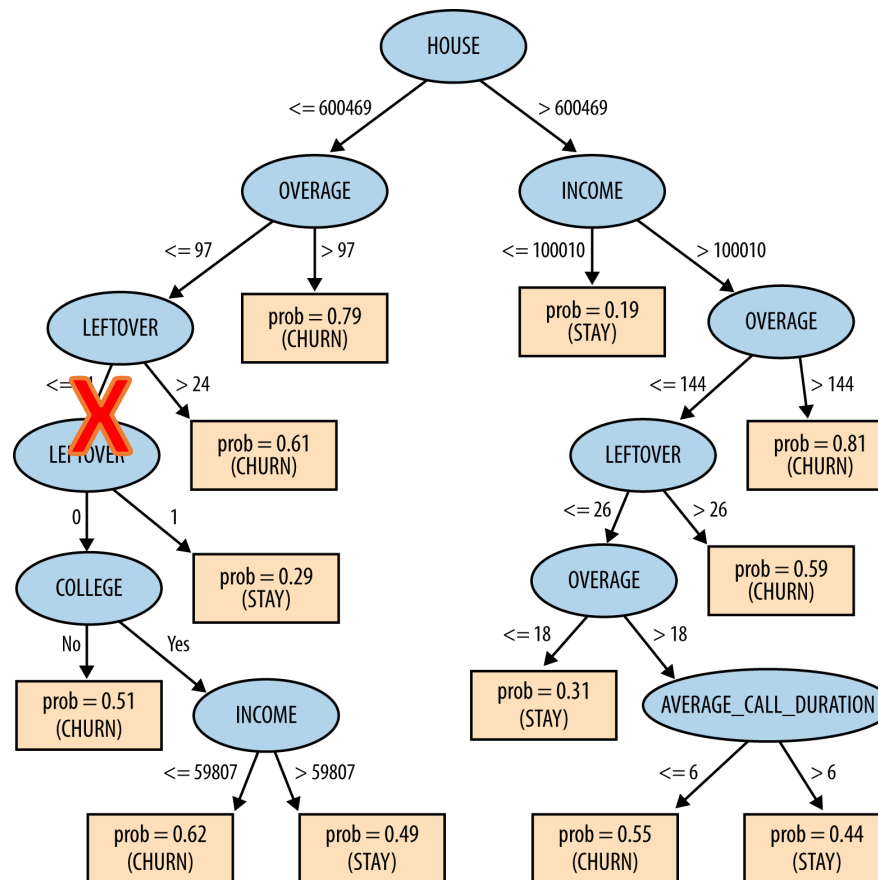 HOUSE
<= 600469
> 600469
OVERAGE
INCOME
<= 97
> 97
<= 100010
> 100010
LEFTOVER
prob = 0.79
(CHURN)
prob = 0.19
(STAY)
OVERAGE
<=
> 24
<= 144
> 144
prob = 0.61
(CHURN)
LEFTOVER
LEFTOVER
prob = 0.81
(CHURN)
0
1
<= 26
> 26
COLLEGE
prob = 0.29
(STAY)
OVERAGE
prob = 0.59
(CHURN)
No
Yes
<= 18
> 18
prob = 0.51
(CHURN)
INCOME
prob = 0.31
(STAY)
AVERAGE_CALL_DURATION
<= 59807
> 59807
<= 6
> 6
prob = 0.62
(CHURN)
prob = 0.49
(STAY)
prob = 0.55
(CHURN)
prob = 0.44
(STAY)